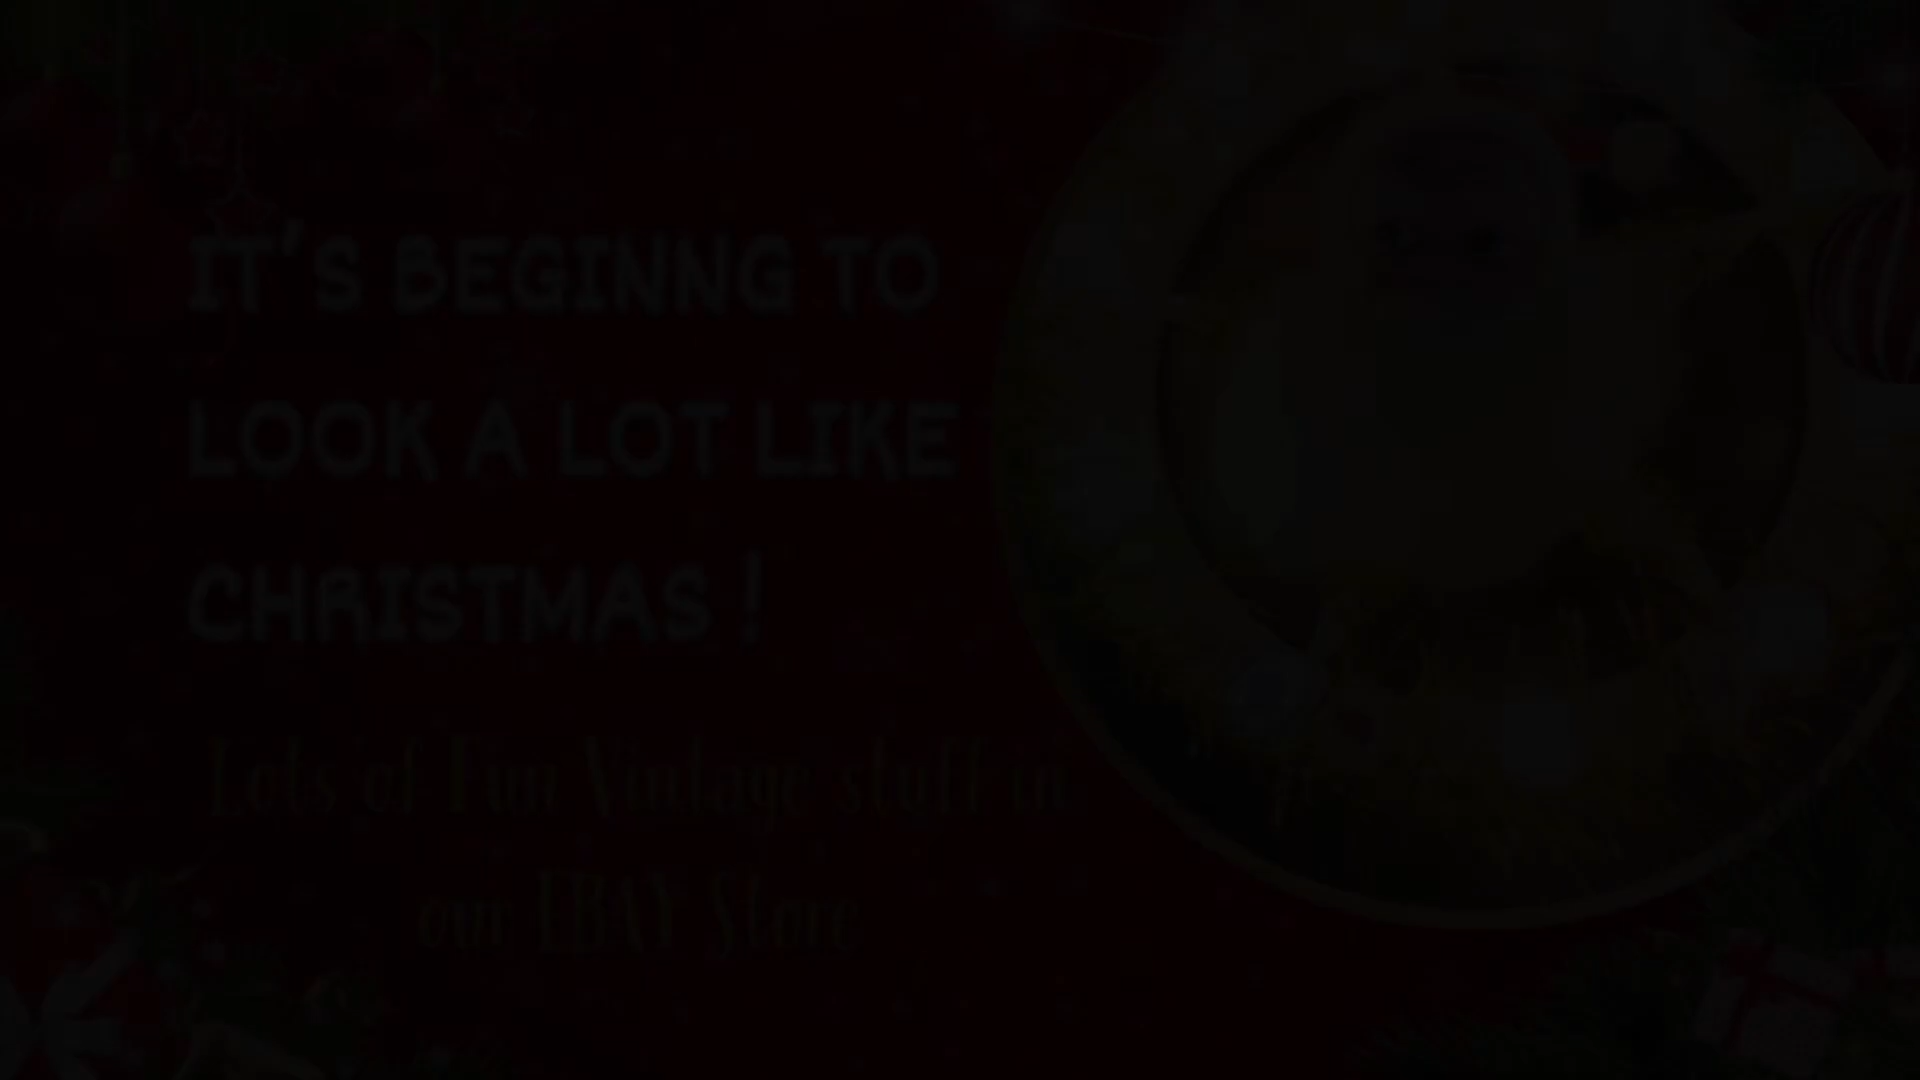 IT'S BEGINNG TO
LOOK A LOT LIKE
CHRISTMAS !
Lots of Fun Vintage stuff in
our EBAY Store